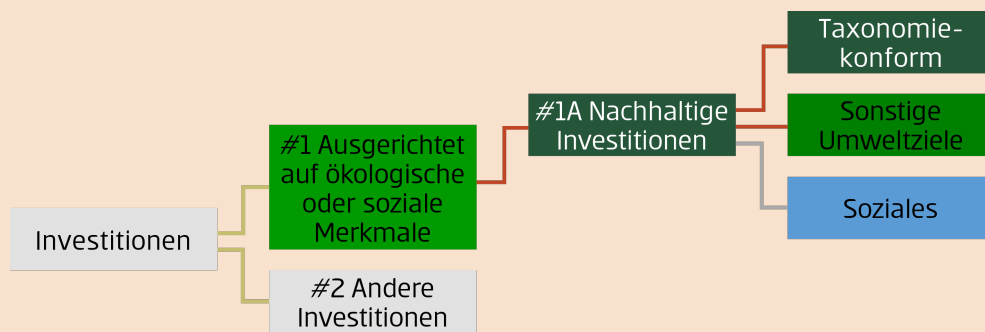 Investitionen
#1 Ausgerichtet
auf ökologische
oder soziale
Merkmale
#2 Andere
Investitionen
#1A Nachhaltige
Investitionen
Taxonomie-
konform
Sonstige
Umweltziele
Soziales